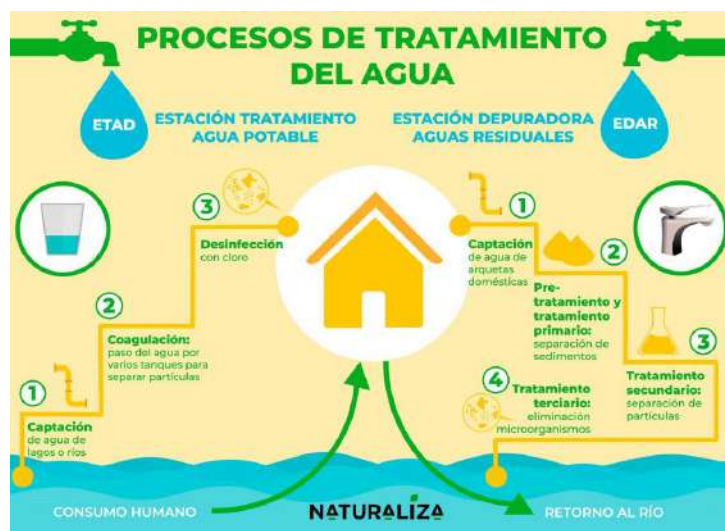 PROCESOS DE TRATAMIENTO
DEL AGUA
ETAD
ESTACIÓN TRATAMIENTO
AGUA POTABLE
ESTACIÓN DEPURADORA
AGUAS RESIDUALES
EDAR
3
Desinfección
con cloro
2
Coagulación:
paso del agua por
varios tanques para
separar partículas
1
Captación
de agua de
lagos o ríos
1
Captación
de agua de
arquetas
domésticas
2
Pre-
tratamiento y
tratamiento
primario:
separación de
sedimentos
3
Tratamiento
secundario:
separación de
partículas
4
Tratamiento
terciario:
eliminación
microorganismos
CONSUMO HUMANO
NATURALÍZA
RETORNO AL RÍO